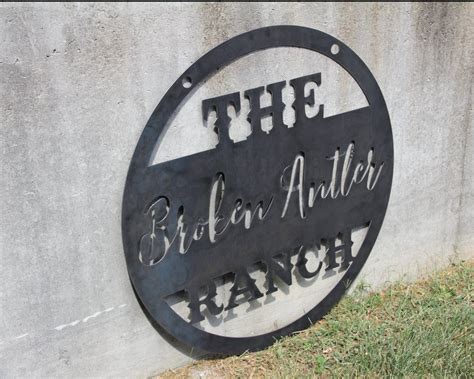 THE
Broken Antler
RANCH